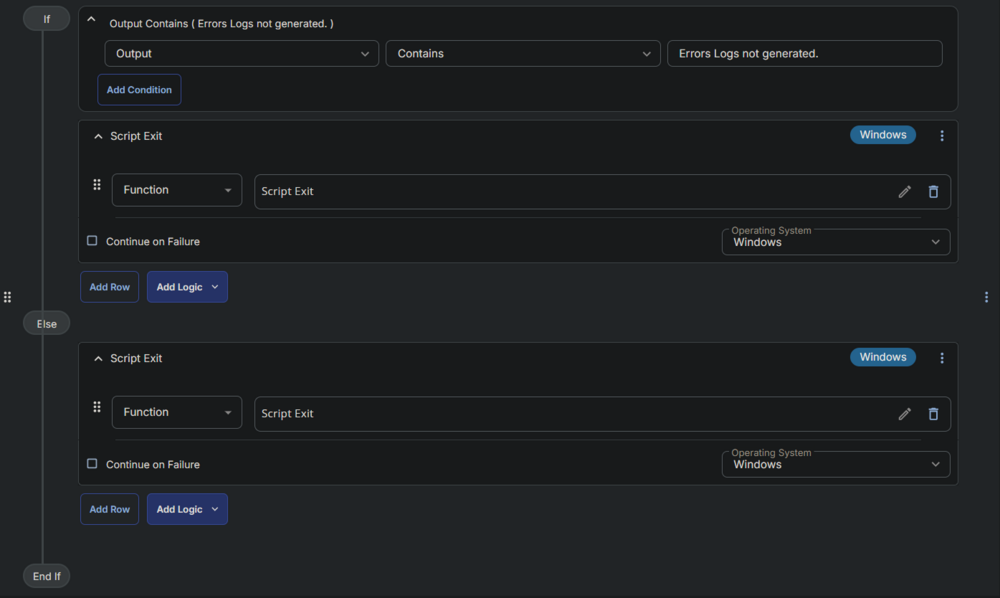 If
Output Contains ( Errors Logs not generated. )
Output
Contains
Errors Logs not generated.
Add Condition
Script Exit
Windows
Function
Script Exit
Continue on Failure
Operating System
Windows
Add Row
Add Logic
Else
Script Exit
Windows
Function
Script Exit
Continue on Failure
Operating System
Windows
Add Row
Add Logic
End If